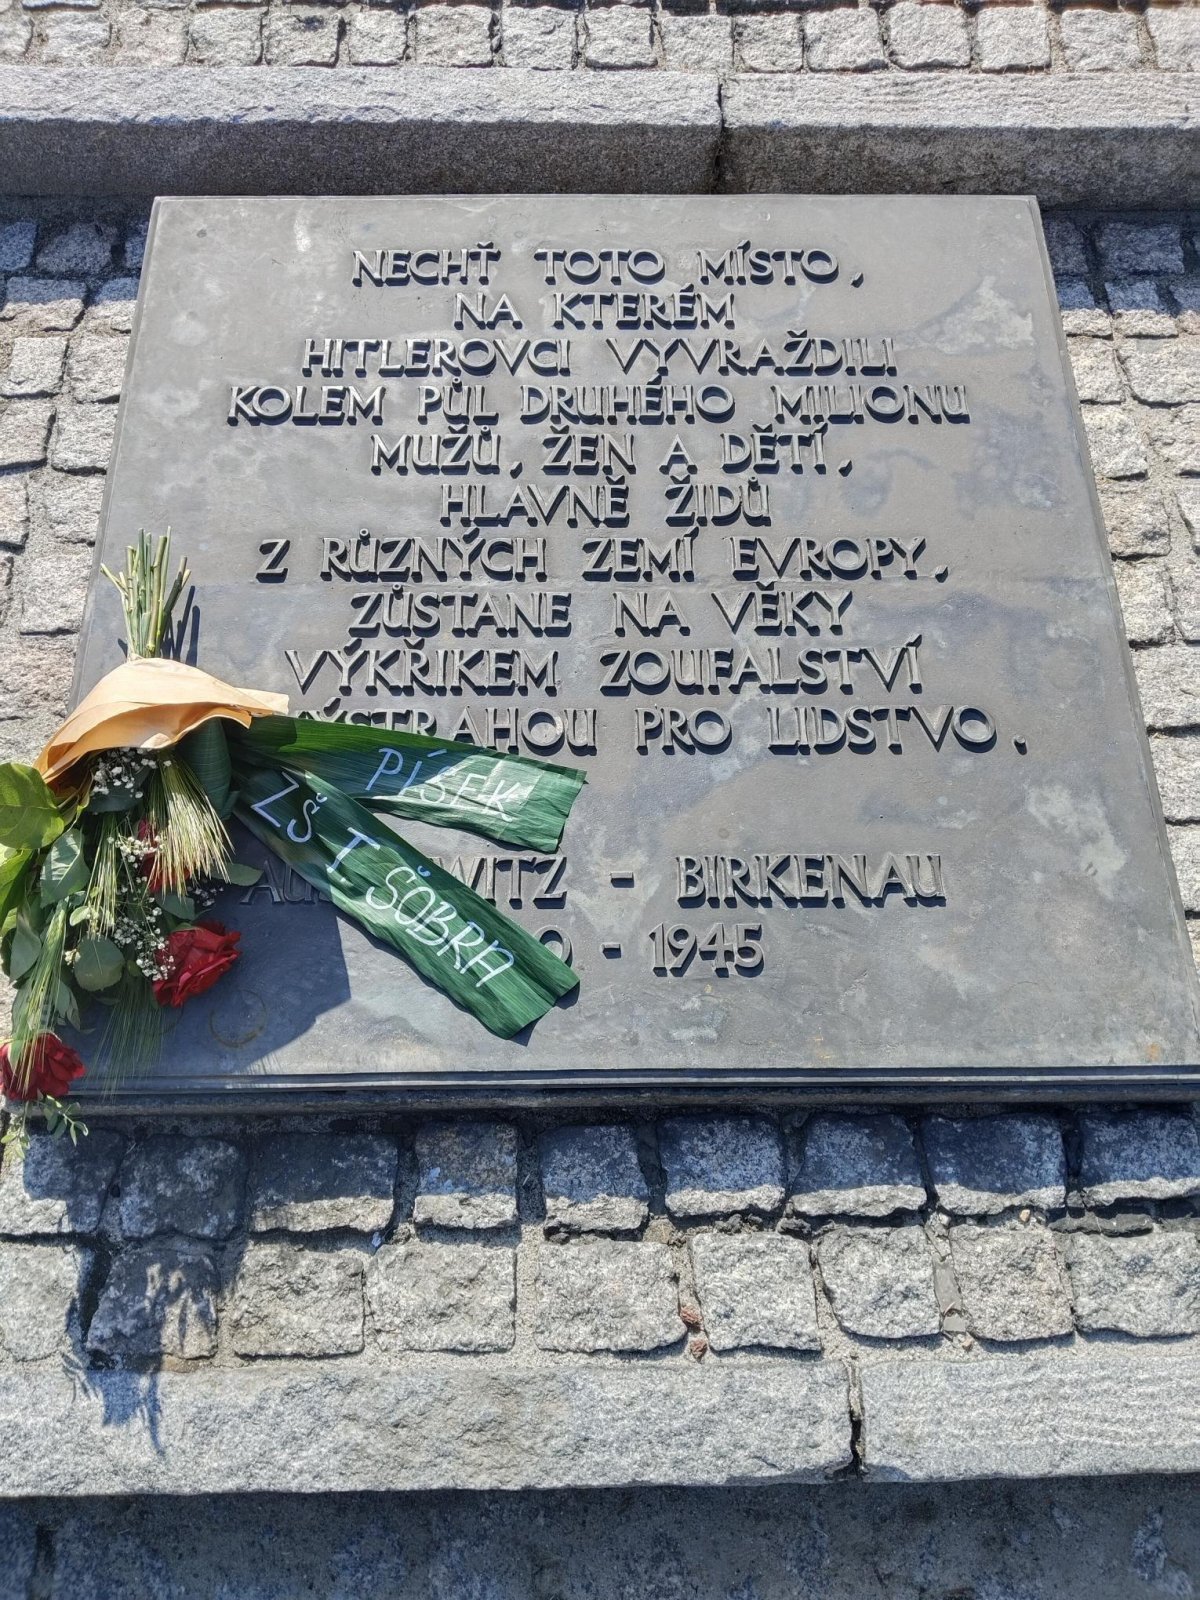 NECHŤ TOTO MÍSTO,
NA KTERÉM
HITLEROVCI VYVRAŽDILI
KOLEM PŮL DRUHÉHO MILIONU
MUŽŮ, ŽEN A DĚTÍ,
HLAVNĚ ŽIDŮ
Z RŮZNÝCH ZEMÍ EVROPY,
ZŮSTANE NA VĚKY
VÝKŘIKEM ZOUFALSTVÍ
PRO LIDSTVO.
PÍSEK
ZŠ T. ŠOBRA
- BIRKENAU
- 1945